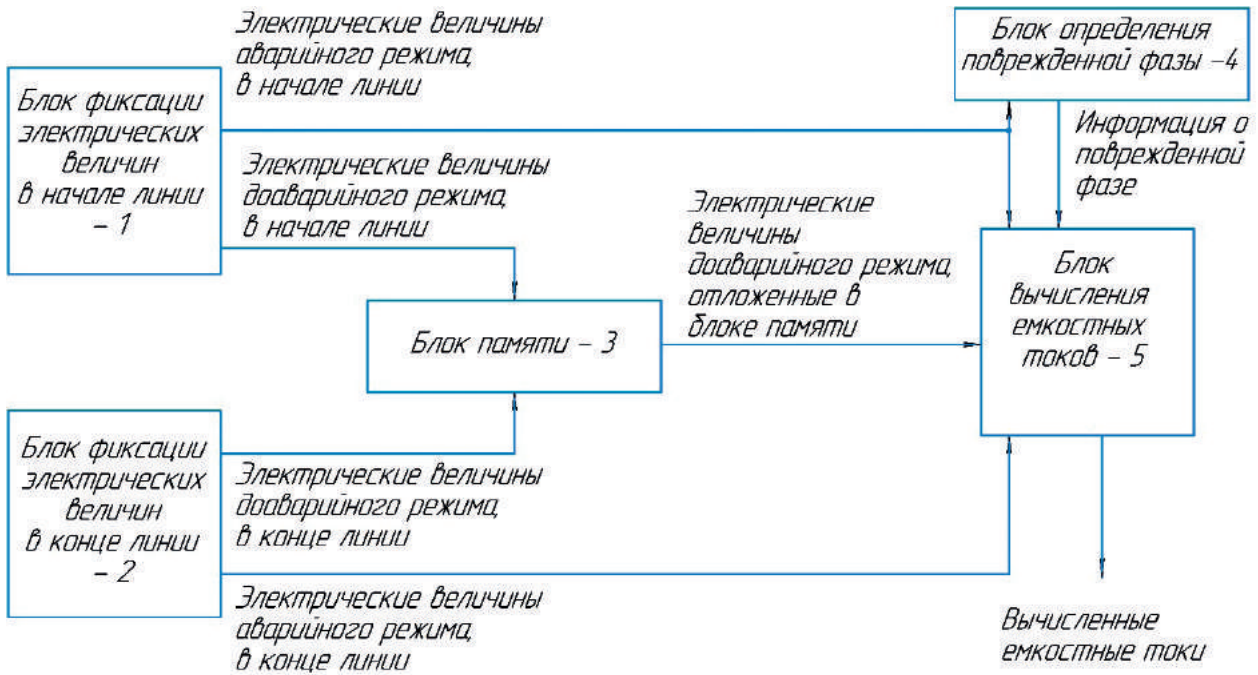 Электрические величины
аварийного режима,
в начале линии
Блок определения
поврежденной фазы –4
Блок фиксации
электрических
величин
в начале линии
– 1
Информация о
поврежденной
фазе
Электрические величины
доаварийного режима,
в начале линии
Электрические
величины
доаварийного режима,
отложенные в
блоке памяти
Блок
вычисления
емкостных
токов – 5
Блок памяти – 3
Блок фиксации
электрических
величин
в конце линии
– 2
Электрические величины
доаварийного режима,
в конце линии
Электрические величины
аварийного режима,
в конце линии
Вычисленные
емкостные токи